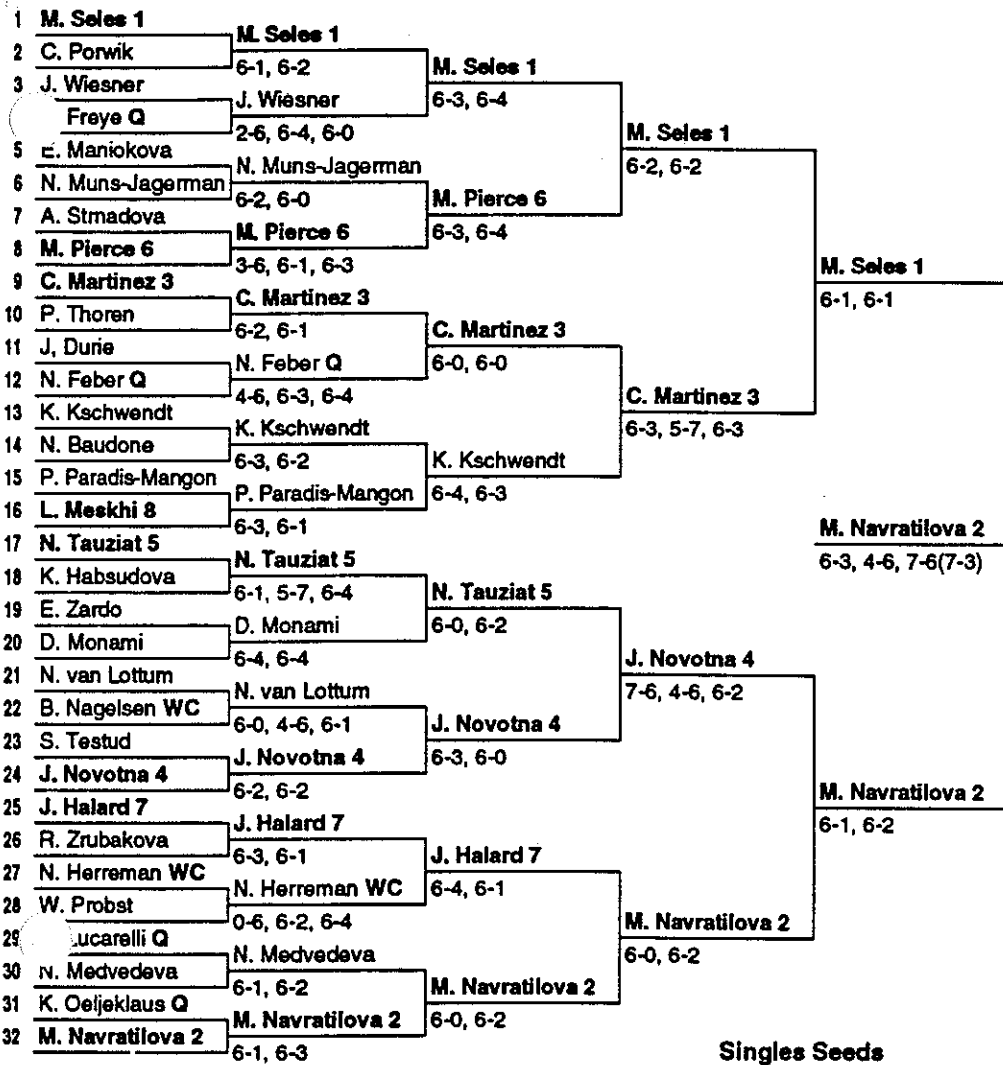 1 M. Seles 1
2 C. Porwik
3 J. Wiesner
Freye Q
5 E. Maniokova
6 N. Muns-Jagerman
7 A. Strnadova
8 M. Pierce 6
9 C. Martinez 3
10 P. Thoren
11 J, Durie
12 N. Feber Q
13 K. Kschwendt
14 N. Baudone
15 P. Paradis-Mangon
16 L. Meskhi 8
17 N. Tauziat 5
18 K. Habsudova
19 E. Zardo
20 D. Monami
21 N. van Lottum
22 B. Nagelsen WC
23 S. Testud
24 J. Novotna 4
25 J. Halard 7
26 R. Zrubakova
27 N. Herreman WC
28 W. Probst
29 Lucarelli Q
30 N. Medvedeva
31 K. Oeljeklaus Q
32 M. Navratilova 2
M. Seles 1
6-1, 6-2
J. Wiesner
2-6, 6-4, 6-0
N. Muns-Jagerman
6-2, 6-0
M. Pierce 6
3-6, 6-1, 6-3
C. Martinez 3
6-2, 6-1
N. Feber Q
4-6, 6-3, 6-4
K. Kschwendt
6-3, 6-2
P. Paradis-Mangon
6-3, 6-1
N. Tauziat 5
6-1, 5-7, 6-4
D. Monami
6-4, 6-4
N. van Lottum
6-0, 4-6, 6-1
J. Novotna 4
6-2, 6-2
J. Halard 7
6-3, 6-1
N. Herreman WC
0-6, 6-2, 6-4
N. Medvedeva
6-1, 6-2
M. Navratilova 2
6-1, 6-3
M. Seles 1
6-3, 6-4
M. Pierce 6
6-3, 6-4
C. Martinez 3
6-0, 6-0
K. Kschwendt
6-4, 6-3
N. Tauziat 5
6-0, 6-2
J. Novotna 4
6-3, 6-0
J. Halard 7
6-4, 6-1
M. Navratilova 2
6-0, 6-2
M. Seles 1
6-2, 6-2
C. Martinez 3
6-3, 5-7, 6-3
J. Novotna 4
7-6, 4-6, 6-2
M. Navratilova 2
6-0, 6-2
M. Seles 1
6-1, 6-1
M. Navratilova 2
6-1, 6-2
M. Navratilova 2
6-3, 4-6, 7-6(7-3)
Singles Seeds